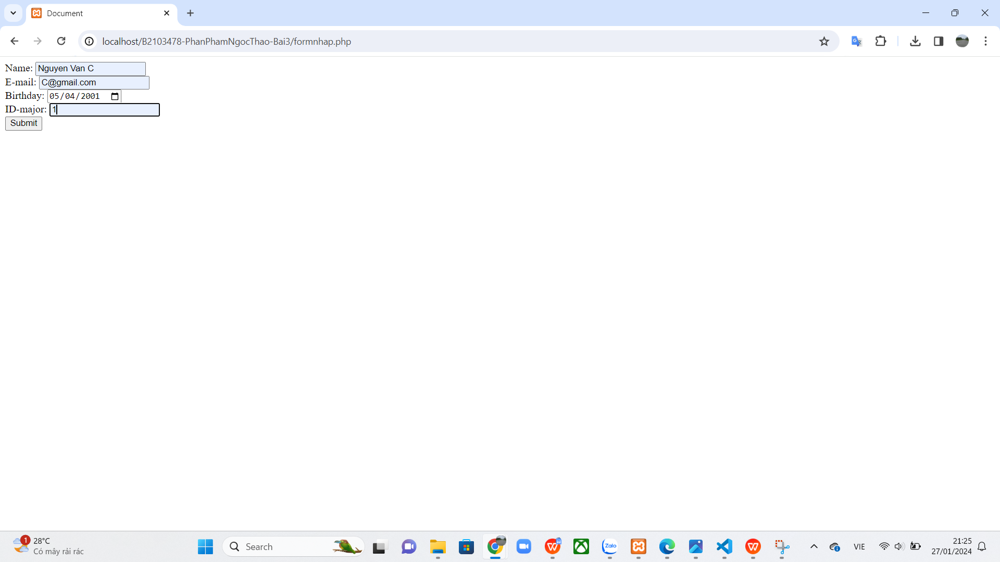 Document
localhost/B2103478-PhanPhamNgocThao-Bai3/formnhap.php
Name: Nguyen Van C
E-mail: C@gmail.com
Birthday: 05/04/2001
ID-major: 1
Submit
1
28°C
Có mây rải rác
Search
Zalo
VIE
21:25
27/01/2024